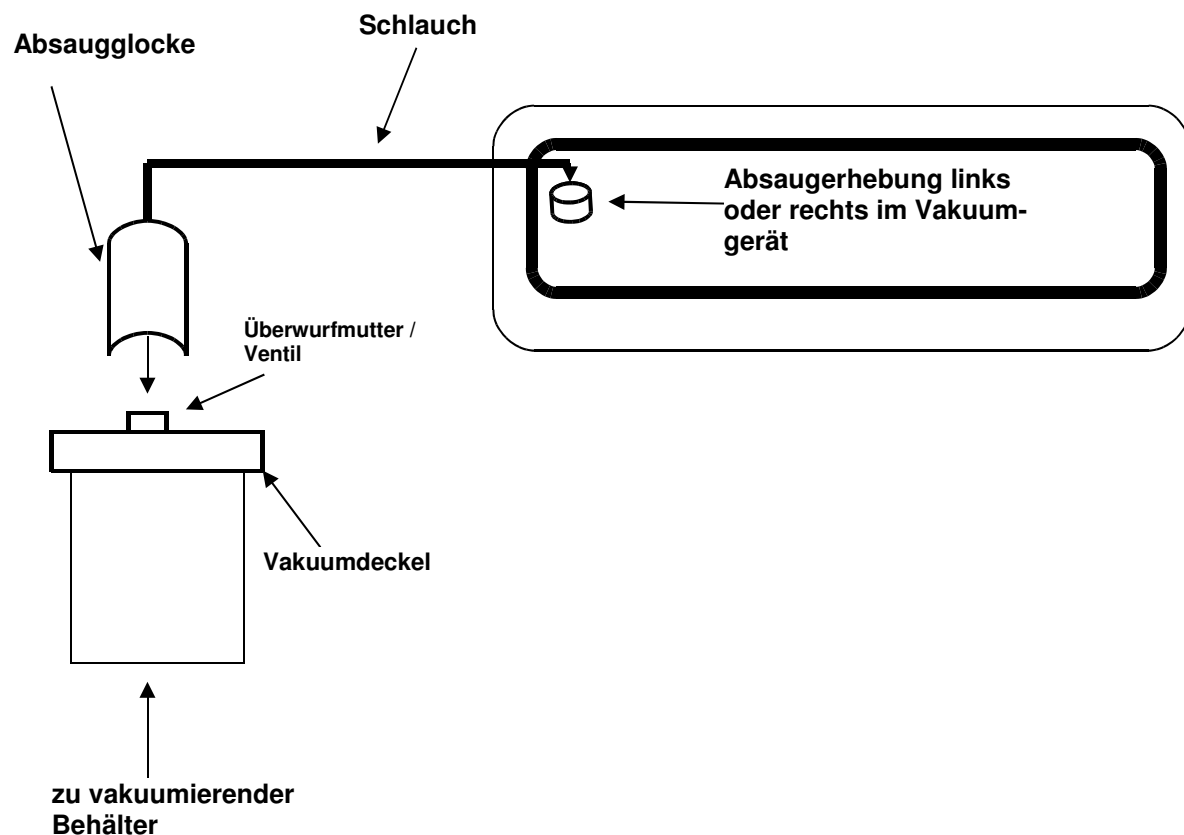 Schlauch
Absaugglocke
Absaugerhebung links
oder rechts im Vakuum-
gerät
Überwurfmutter /
Ventil
Vakuumdeckel
zu vakuumierender
Behälter